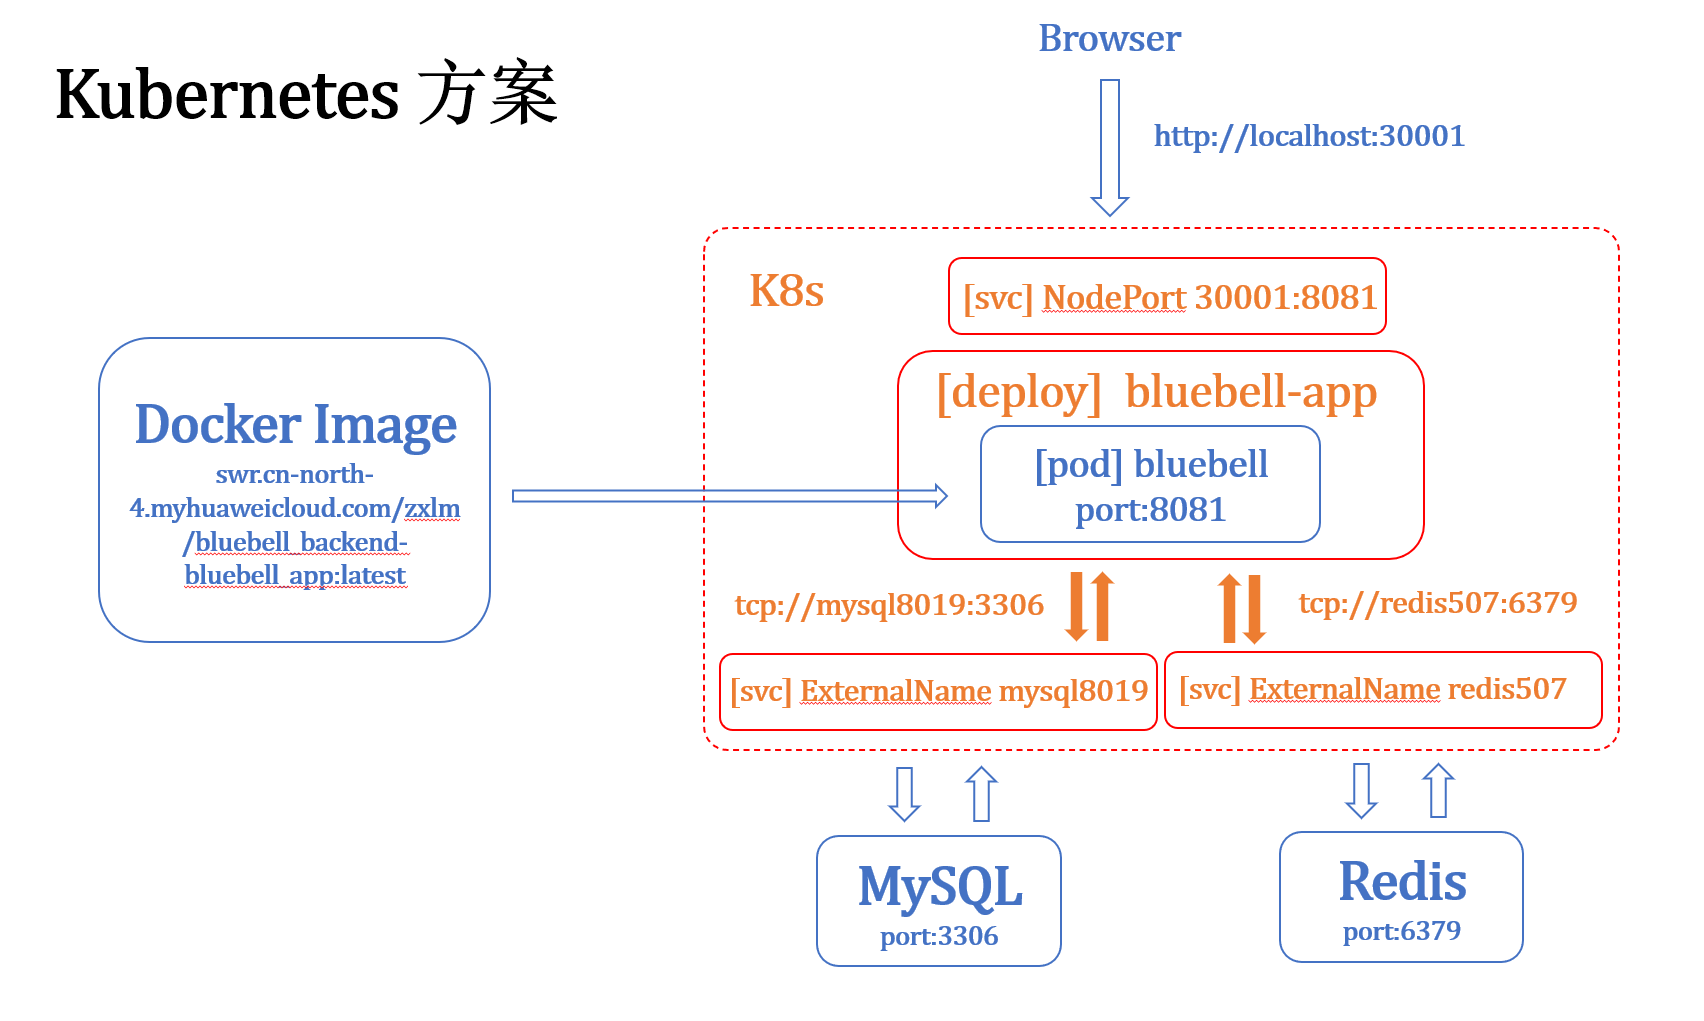 Kubernetes 方案
Browser
http://localhost:30001
K8s
[svc] NodePort 30001:8081
[deploy] bluebell-app
[pod] bluebell
port:8081
Docker Image
swr.cn-north-
4.myhuaweicloud.com/zxlm
/bluebell_backend-
bluebell_app:latest
tcp://mysql8019:3306
tcp://redis507:6379
[svc] ExternalName mysql8019
[svc] ExternalName redis507
MySQL
port:3306
Redis
port:6379